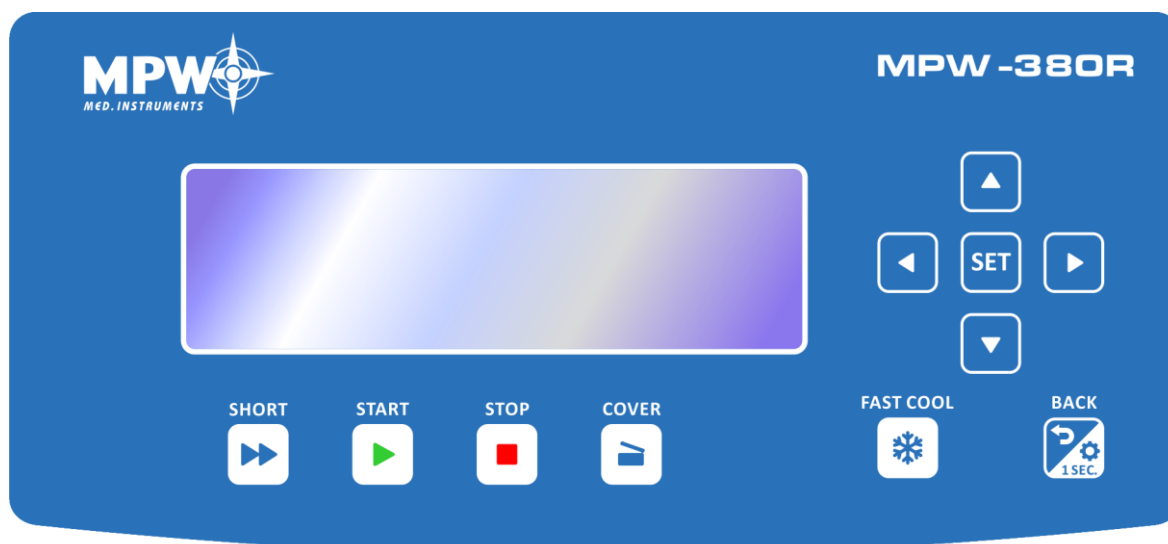 MPW
MED. INSTRUMENTS
MPW-380R
SET
SHORT
START
STOP
COVER
FAST COOL
BACK
1 SEC.